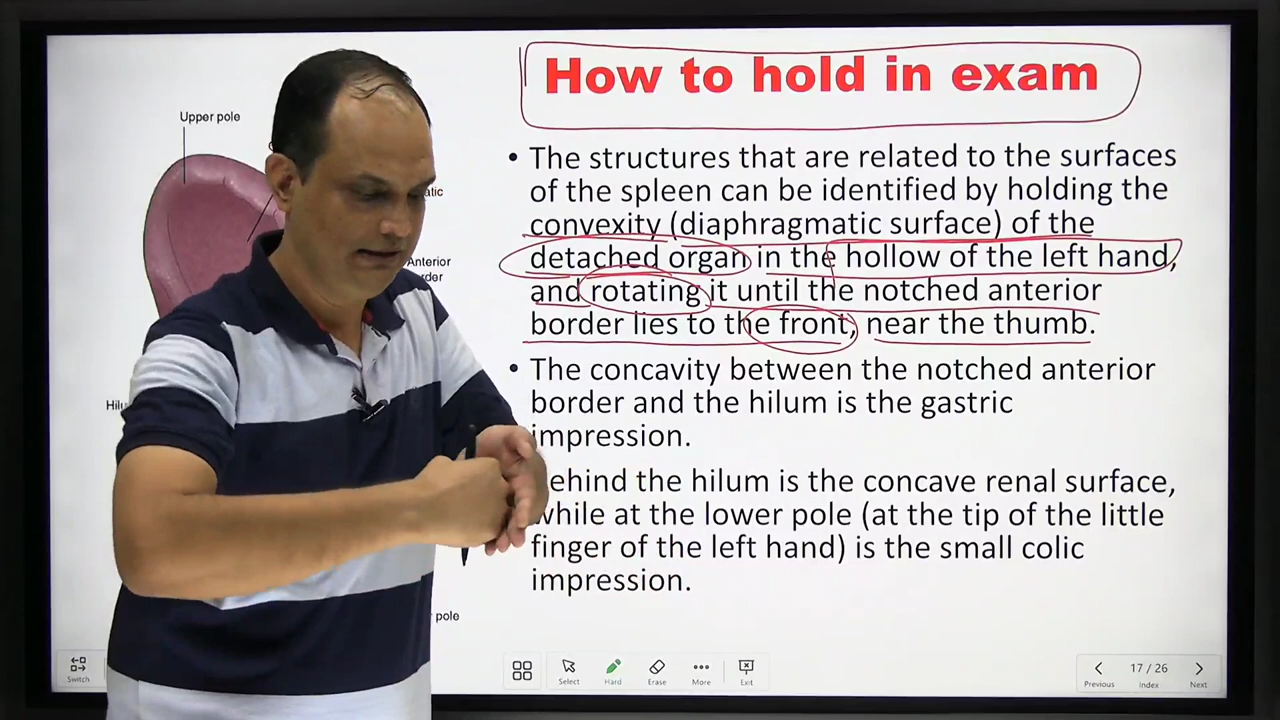 How to hold in exam
Upper pole
Anterior
• The structures that are related to the surfaces
of the spleen can be identified by holding the
convexity (diaphragmatic surface) of the
detached organ in the hollow of the left hand,
and rotating it until the notched anterior
border lies to the front, near the thumb.
• The concavity between the notched anterior
border and the hilum is the gastric
impression.
behind the hilum is the concave renal surface,
while at the lower pole (at the tip of the little
finger of the left hand) is the small colic
impression.
pole
Switch
Select
Hard
Erase
More
Exit
Previous
17 / 26
Index
Next